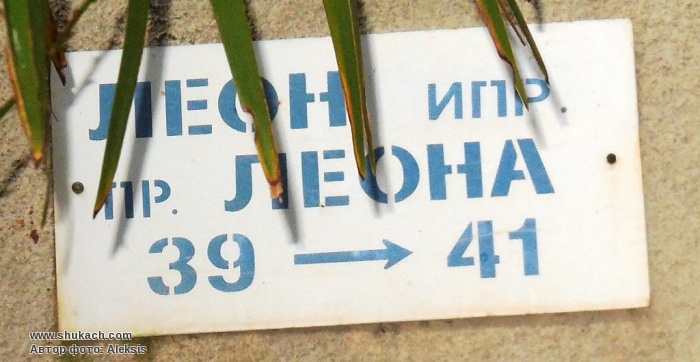 ЛЕОН ИПР.
ПР. ЛЕОНА
39 → 41
www.shukach.com
Автор фото: Aleksis